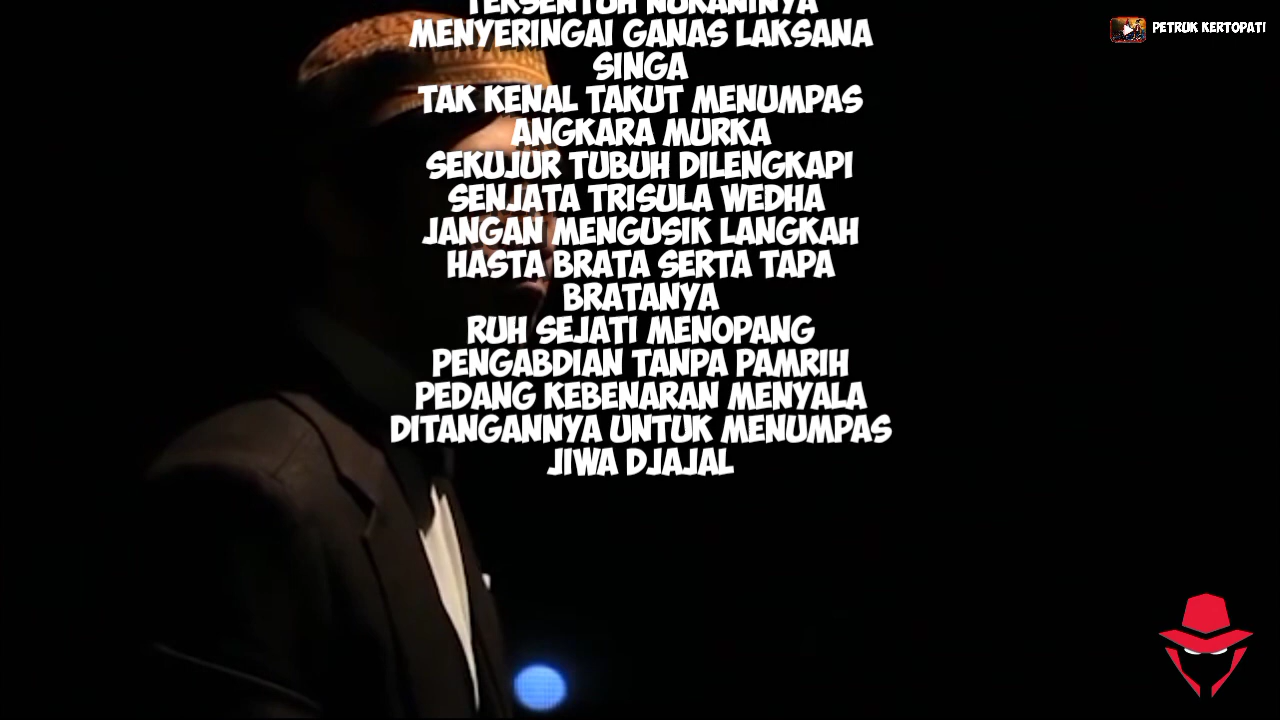 TERSENTUH NURANINYA
MENYERINGAI GANAS LAKSANA
SINGA
TAK KENAL TAKUT MENUMPAS
ANGKARA MURKA
SEKUJUR TUBUH DILENGKAPI
SENJATA TRISULA WEDHA
JANGAN MENGUSIK LANGKAH
HASTA BRATA SERTA TAPA
BRATANYA
RUH SEJATI MENOPANG
PENGABDIAN TANPA PAMRIH
PEDANG KEBENARAN MENYALA
DITANGANNYA UNTUK MENUMPAS
JIWA DJAJAL
PETRUK KERTOPATI